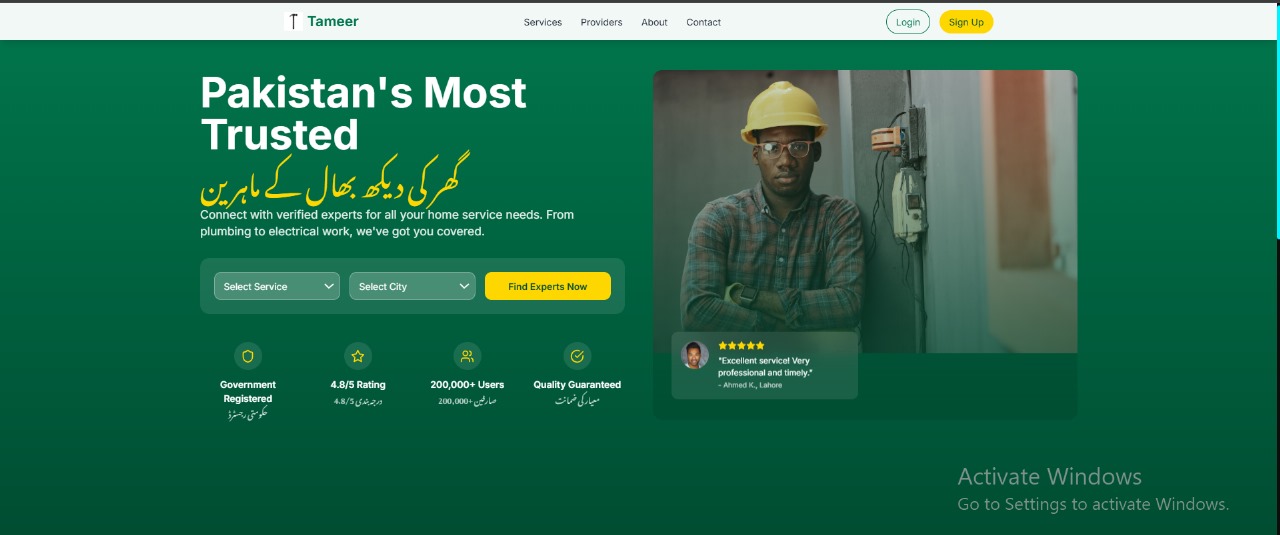 Tameer
Services Providers About Contact
Login Sign Up
Pakistan's Most
Trusted
گھر کی دیکھ بھال کے ماہرین
Connect with verified experts for all your home service needs. From
plumbing to electrical work, we've got you covered.
Select Service
Select City
Find Experts Now
Government
Registered
حکومتی رجسٹرڈ
4.8/5 Rating
4.8/5 درجہ بندی
200,000+ Users
200,000+ صارفین
Quality Guaranteed
معیار کی ضمانت
"Excellent service! Very
professional and timely."
- Ahmed K., Lahore
Activate Windows
Go to Settings to activate Windows.